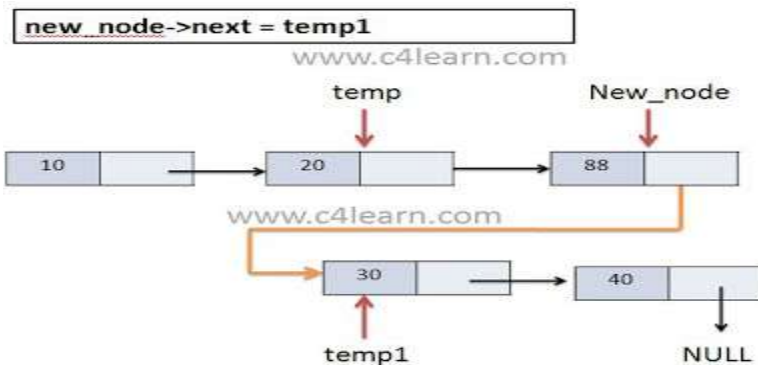 new_node->next = temp1
www.c4learn.com
temp New_node
10 20 88
www.c4learn.com
30 40
temp1 NULL